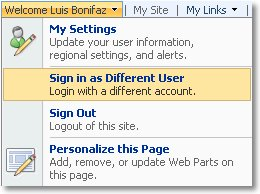 Welcome Luis Bonifaz My Site My Links
My Settings
Update your user information,
regional settings, and alerts.
Sign in as Different User
Login with a different account.
Sign Out
Logout of this site.
Personalize this Page
Add, remove, or update Web Parts on
this page.